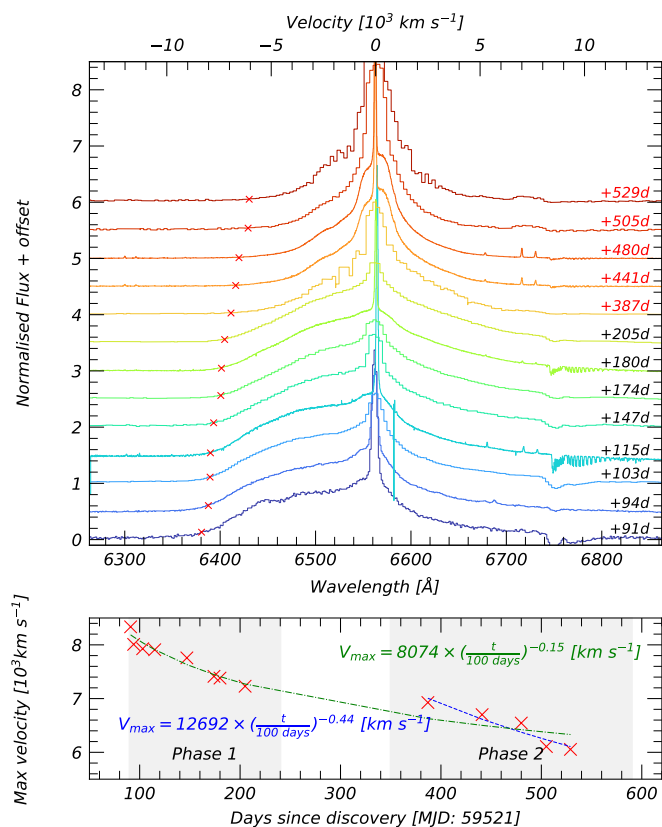 Velocity [10³ km s⁻¹]
−10 −5 0 5 10
Normalised Flux + offset
8
7
6
5
4
3
2
1
0
+529d
+505d
+480d
+441d
+387d
+205d
+180d
+174d
+147d
+115d
+103d
+94d
+91d
6300 6400 6500 6600 6700 6800
Wavelength [Å]
Max velocity [10³km s⁻¹]
8
7
6
V_max = 8074 × (t/100 days)^−0.15 [km s⁻¹]
V_max = 12692 × (t/100 days)^−0.44 [km s⁻¹]
Phase 1 Phase 2
100 200 300 400 500 600
Days since discovery [MJD: 59521]